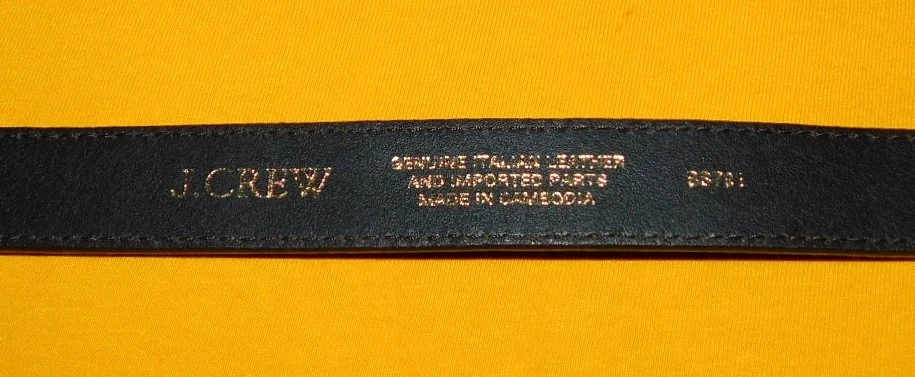 J.CREW
GENUINE ITALIAN LEATHER
AND IMPORTED PARTS
MADE IN CAMBODIA